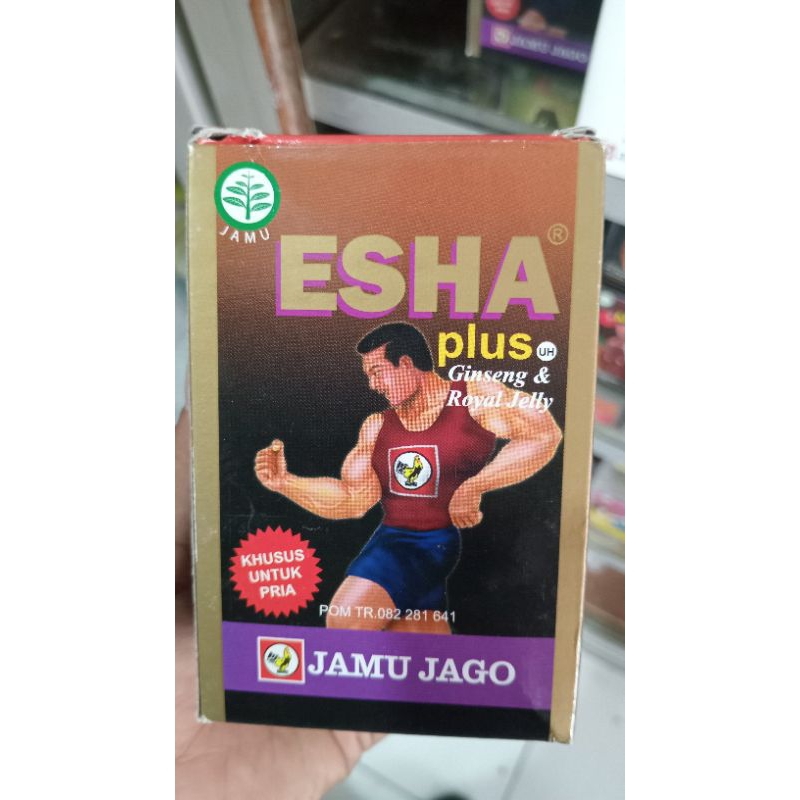 JAMU
ESHA®
plus UH
Ginseng &
Royal Jelly
KHUSUS
UNTUK
PRIA
POM TR.082 281 641
JAMU JAGO